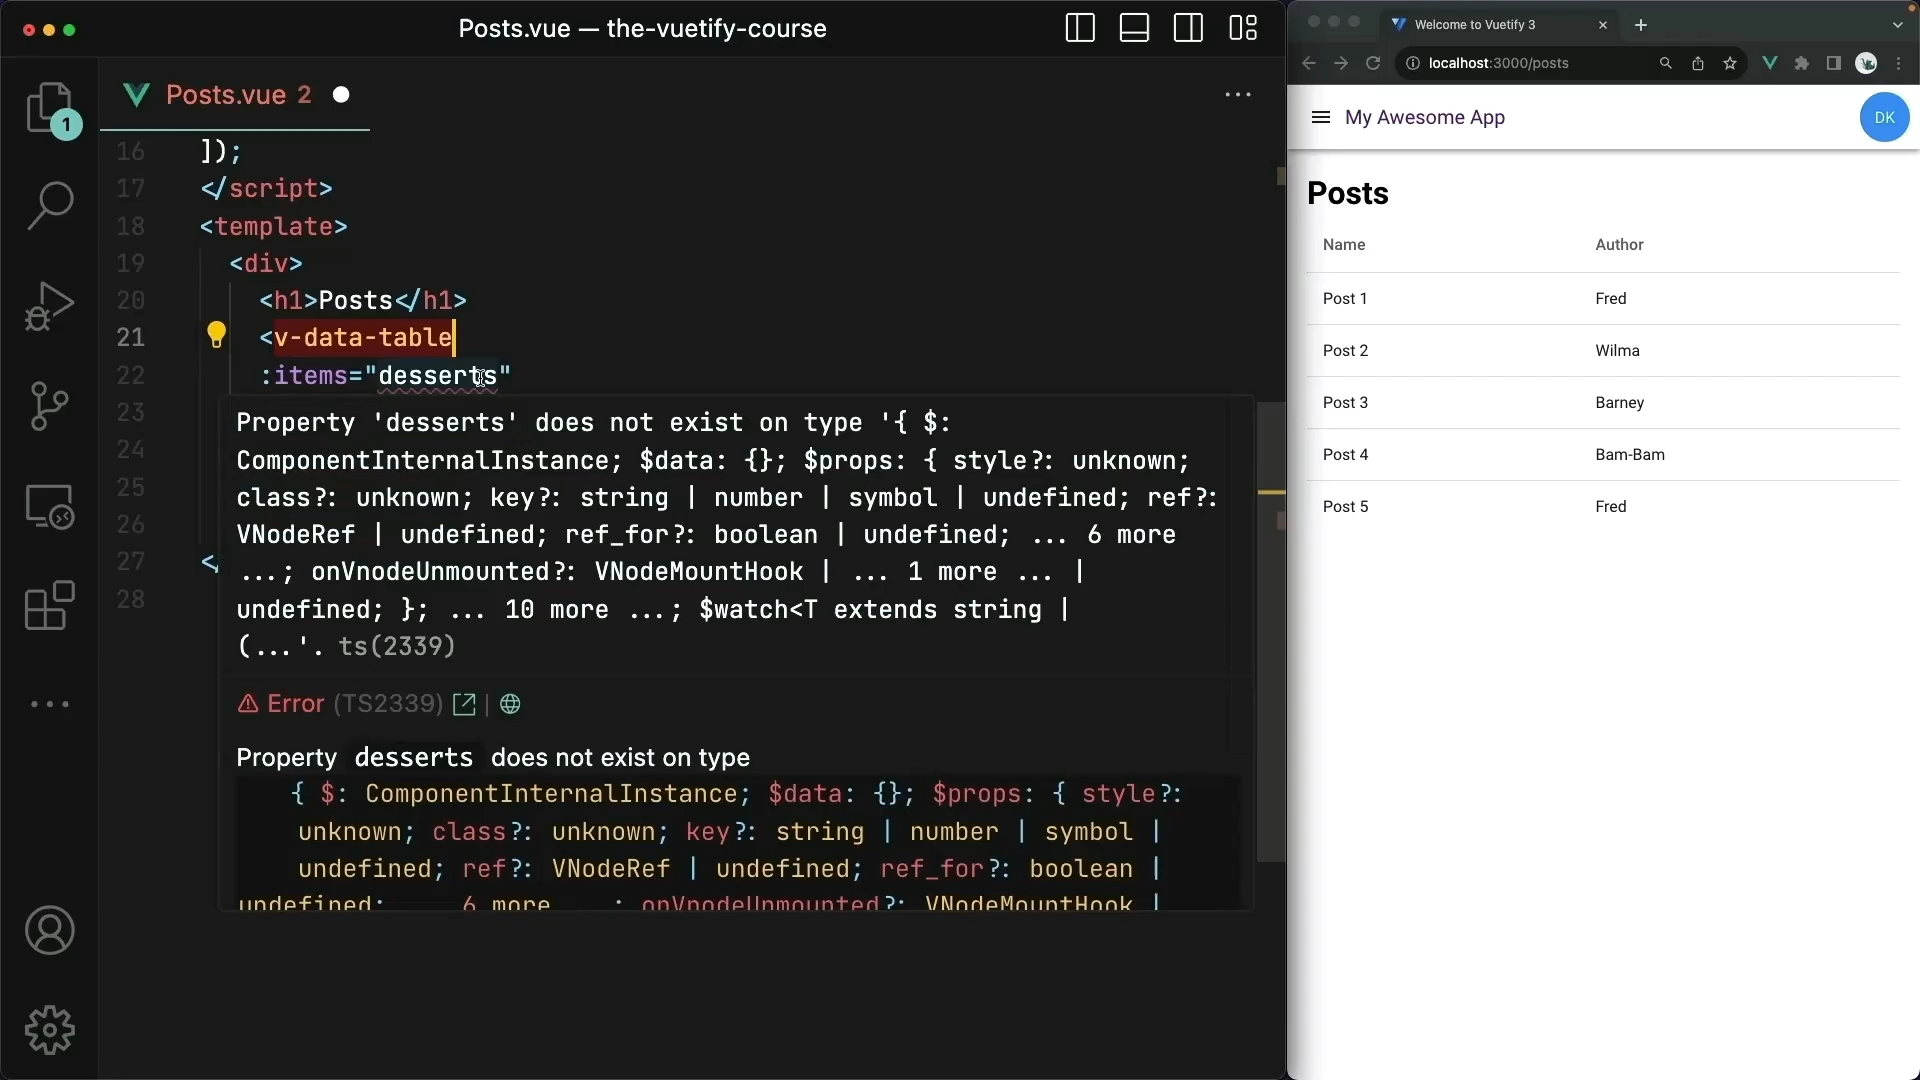 Posts.vue — the-vuetify-course
Posts.vue 2
1
16 ]);
17 </script>
18 <template>
19 <div>
20 <h1>Posts</h1>
21 <v-data-table
22 :items="desserts"
23
24
25
26
27 <
28
Property 'desserts' does not exist on type '{ $:
ComponentInternalInstance; $data: {}; $props: { style?: unknown;
class?: unknown; key?: string | number | symbol | undefined; ref?:
VNodeRef | undefined; ref_for?: boolean | undefined; ... 6 more
...; onVnodeUnmounted?: VNodeMountHook | ... 1 more ... |
undefined; }; ... 10 more ...; $watch<T extends string |
(...'. ts(2339)
Error (TS2339) |
Property desserts does not exist on type
{ $: ComponentInternalInstance; $data: {}; $props: { style?:
unknown; class?: unknown; key?: string | number | symbol |
undefined; ref?: VNodeRef | undefined; ref_for?: boolean |
undefined; 6 more ; onVnodeUnmounted?: VNodeMountHook |
Welcome to Vuetify 3
localhost:3000/posts
My Awesome App
DK
Posts
Name Author
Post 1 Fred
Post 2 Wilma
Post 3 Barney
Post 4 Bam-Bam
Post 5 Fred